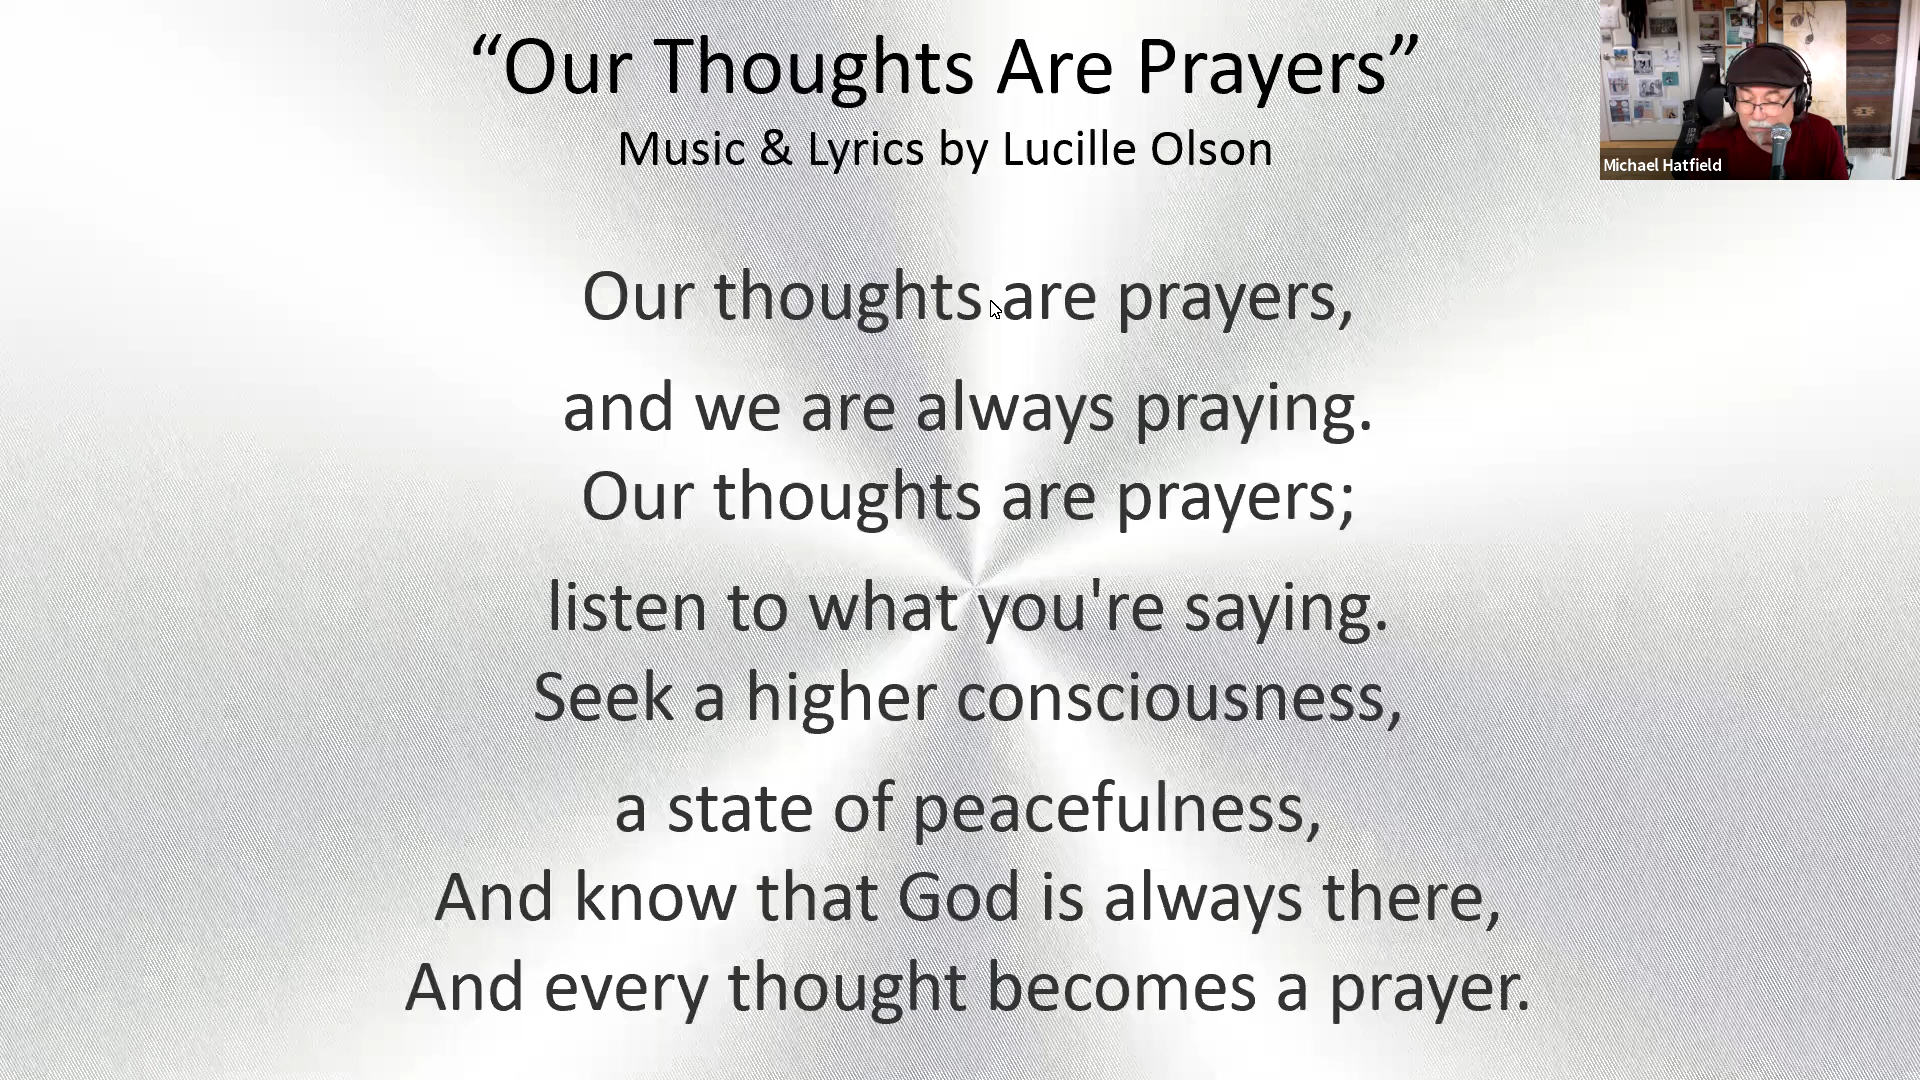 “Our Thoughts Are Prayers”
Music & Lyrics by Lucille Olson
Michael Hatfield
Our thoughts are prayers,
and we are always praying.
Our thoughts are prayers;
listen to what you're saying.
Seek a higher consciousness,
a state of peacefulness,
And know that God is always there,
And every thought becomes a prayer.